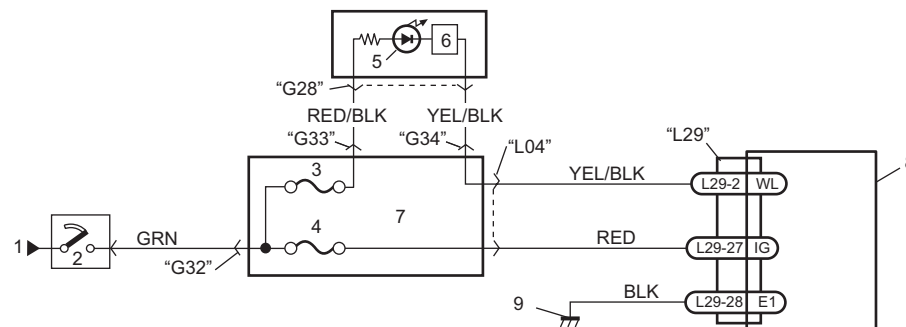 6
5
“G28”
RED/BLK YEL/BLK
“G33” “G34” “L04” “L29”
3
YEL/BLK L29-2 WL
4 7
1 2 GRN RED L29-27 IG
“G32”
9 BLK L29-28 E1